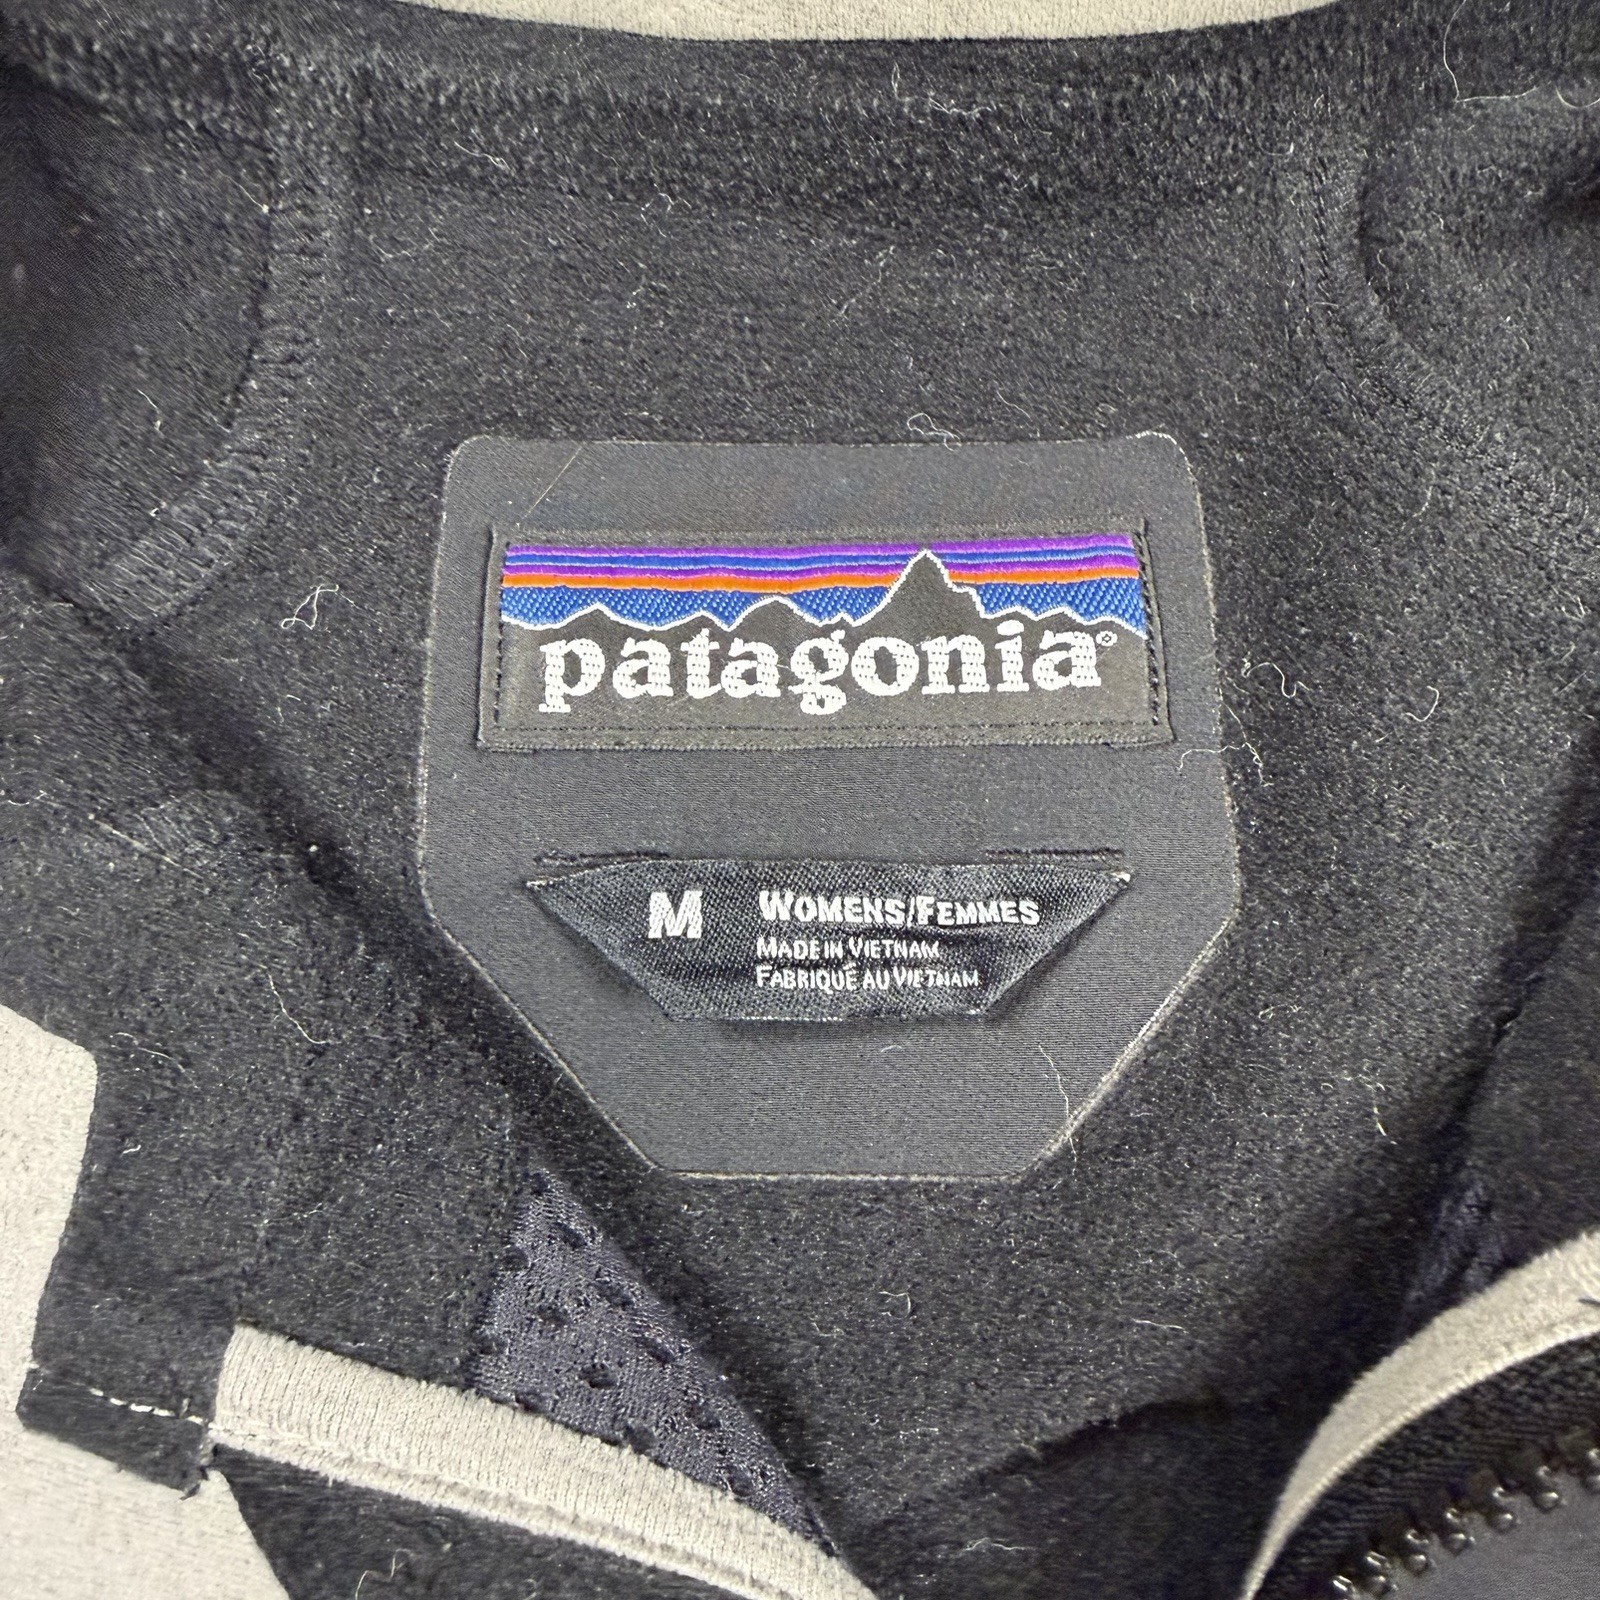 patagonia®
M WOMENS/FEMMES
MADE IN VIETNAM
FABRIQUÉ AU VIETNAM